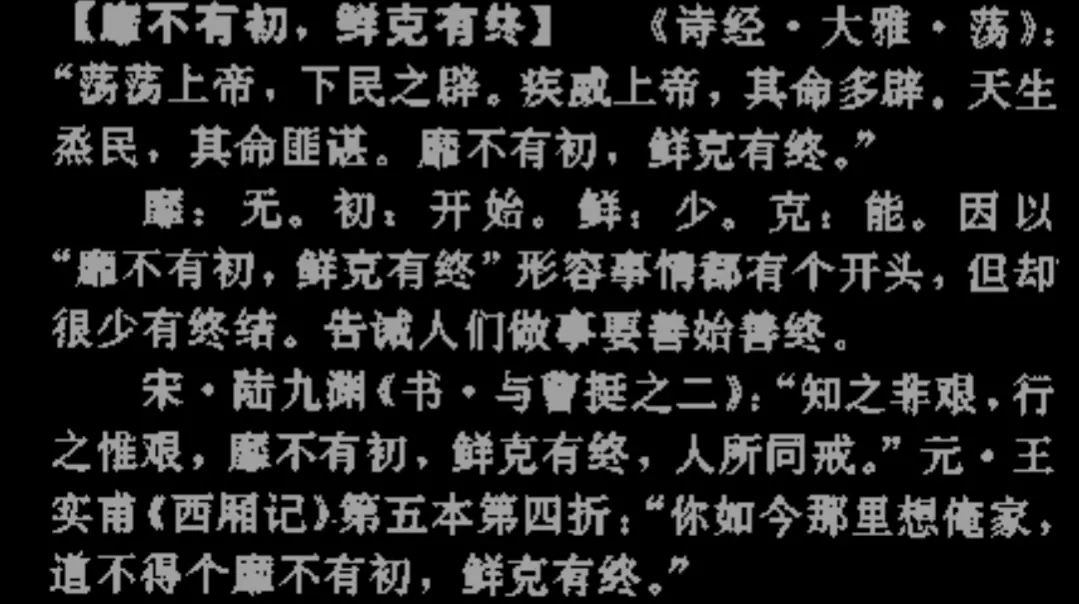 【靡不有初，鲜克有终】 《诗经·大雅·荡》：
“荡荡上帝，下民之辟。疾威上帝，其命多辟。天生
烝民，其命匪谌。靡不有初，鲜克有终。”
靡：无。初：开始。鲜：少。克：能。因以
“靡不有初，鲜克有终”形容事情都有个开头，但却
很少有终结。告诫人们做事要善始善终。
宋·陆九渊《书·与曹挺之二》：“知之非艰，行
之惟艰，靡不有初，鲜克有终，人所同戒。”元·王
实甫《西厢记》第五本第四折：“你如今那里想俺家，
道不得个靡不有初，鲜克有终。”